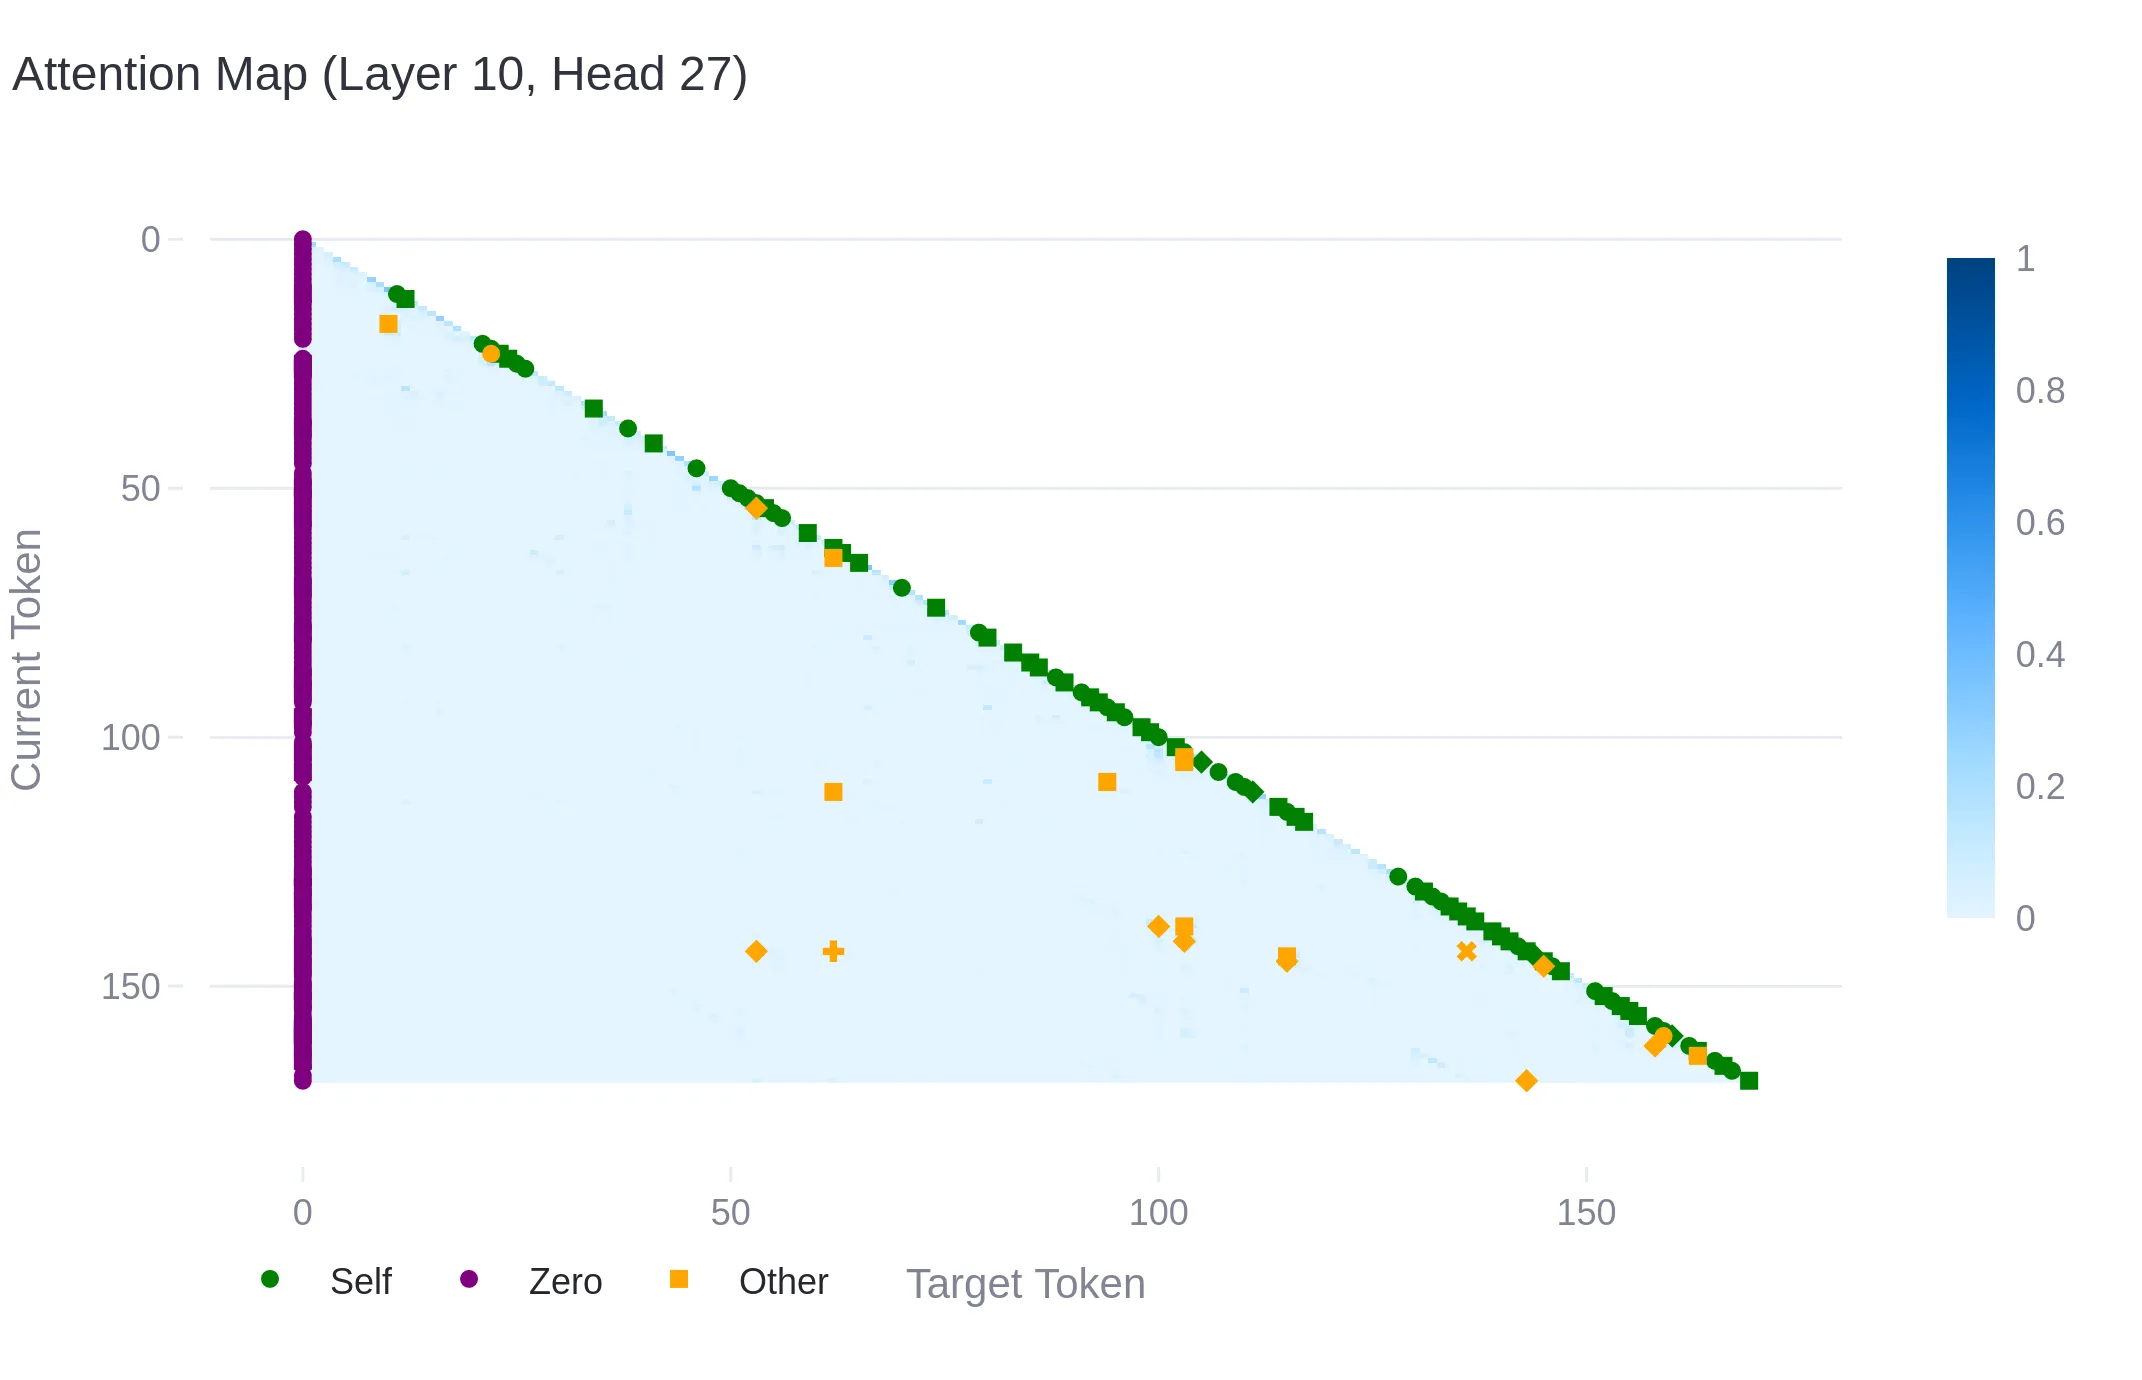 Attention Map (Layer 10, Head 27)
0
50
100
150
Current Token
1
0.8
0.6
0.4
0.2
0
0 50 100 150
Self Zero Other Target Token